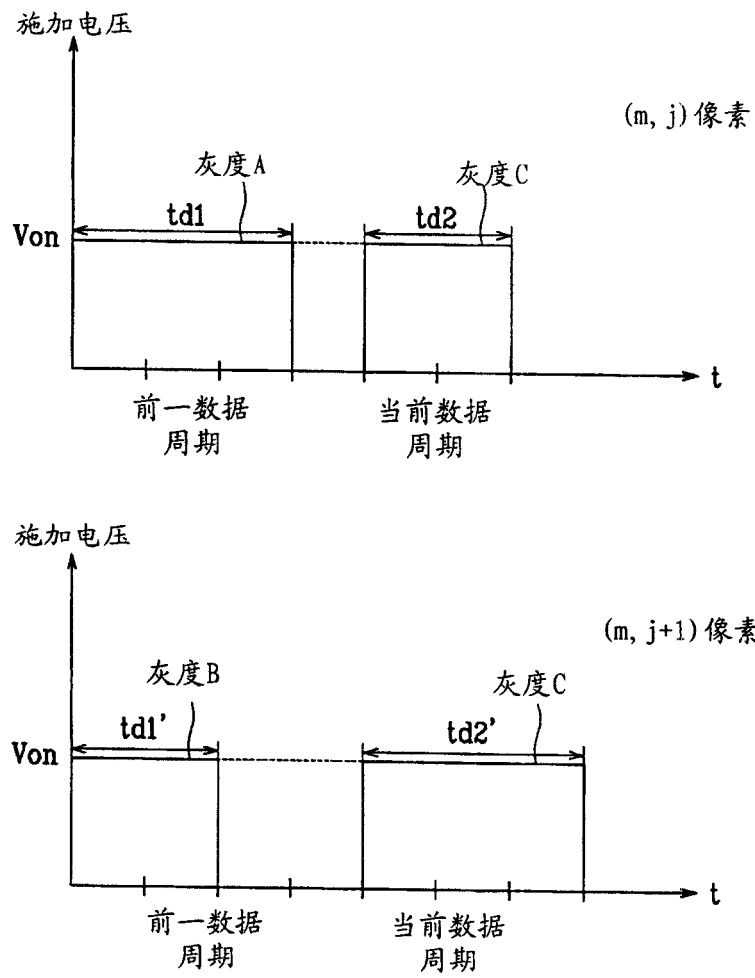 施加电压
(m, j)像素
灰度A
灰度C
td1
td2
Von
t
前一数据
周期
当前数据
周期
施加电压
(m, j+1)像素
灰度B
灰度C
td1'
td2'
Von
t
前一数据
周期
当前数据
周期